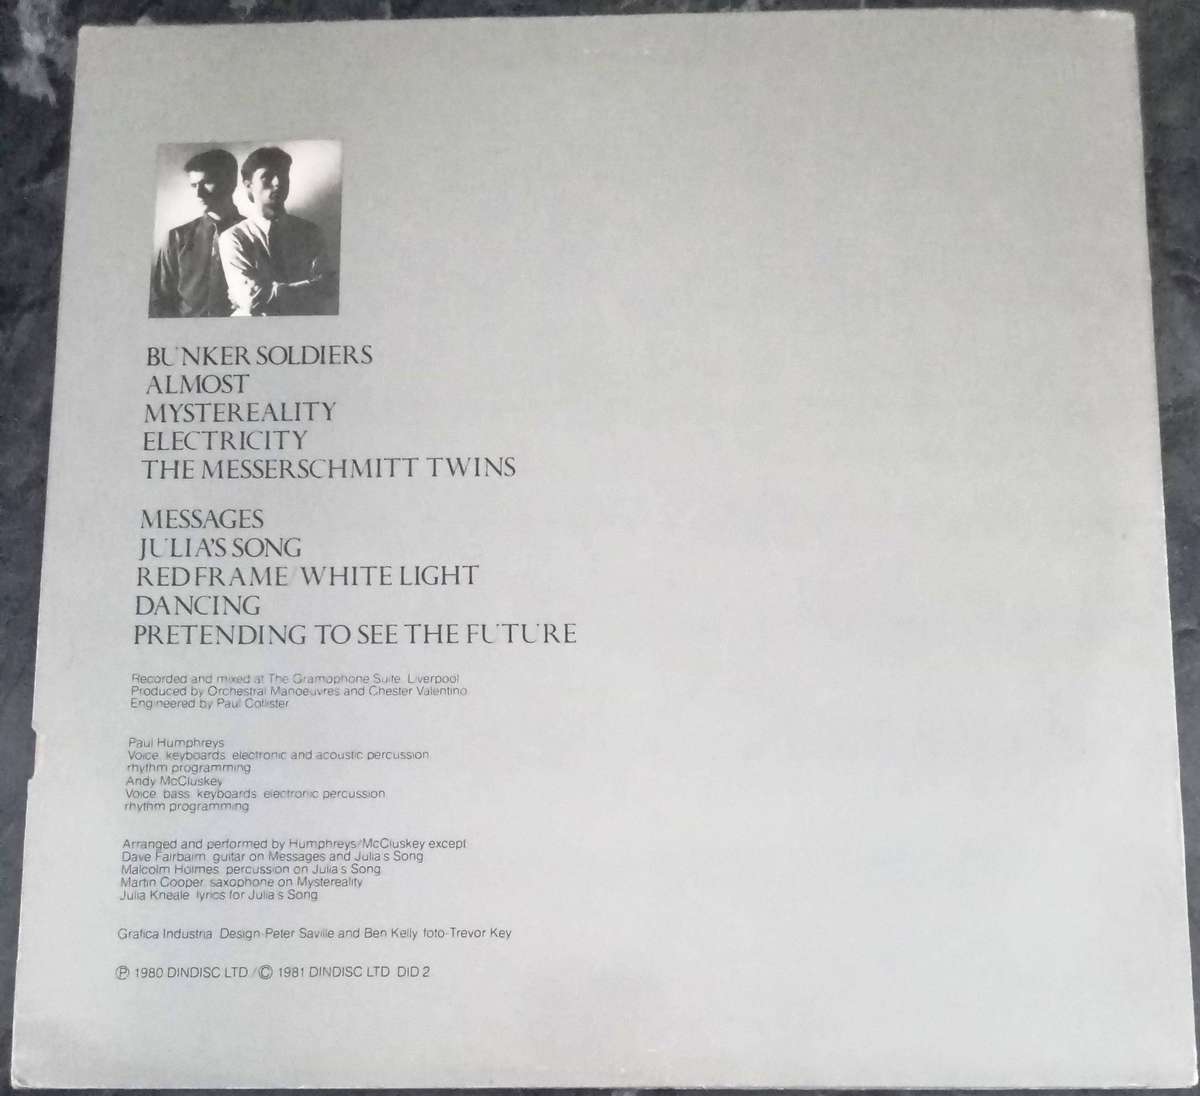 BUNKER SOLDIERS
ALMOST
MYSTEREALITY
ELECTRICITY
THE MESSERSCHMITT TWINS
MESSAGES
JULIA'S SONG
RED FRAME/WHITE LIGHT
DANCING
PRETENDING TO SEE THE FUTURE
Recorded and mixed at The Gramophone Suite, Liverpool
Produced by Orchestral Manoeuvres and Chester Valentino
Engineered by Paul Collister
Paul Humphreys
Voice, keyboards, electronic and acoustic percussion
rhythm programming
Andy McCluskey
Voice, bass, keyboards, electronic percussion
rhythm programming
Arranged and performed by Humphreys/McCluskey except
Dave Fairbairn, guitar on Messages and Julia's Song
Malcolm Holmes, percussion on Julia's Song
Martin Cooper, saxophone on Mystereality
Julia Kneale, lyrics for Julia's Song
Grafica Industria. Design-Peter Saville and Ben Kelly, foto-Trevor Key
℗ 1980 DINDISC LTD./© 1981 DINDISC LTD DID 2